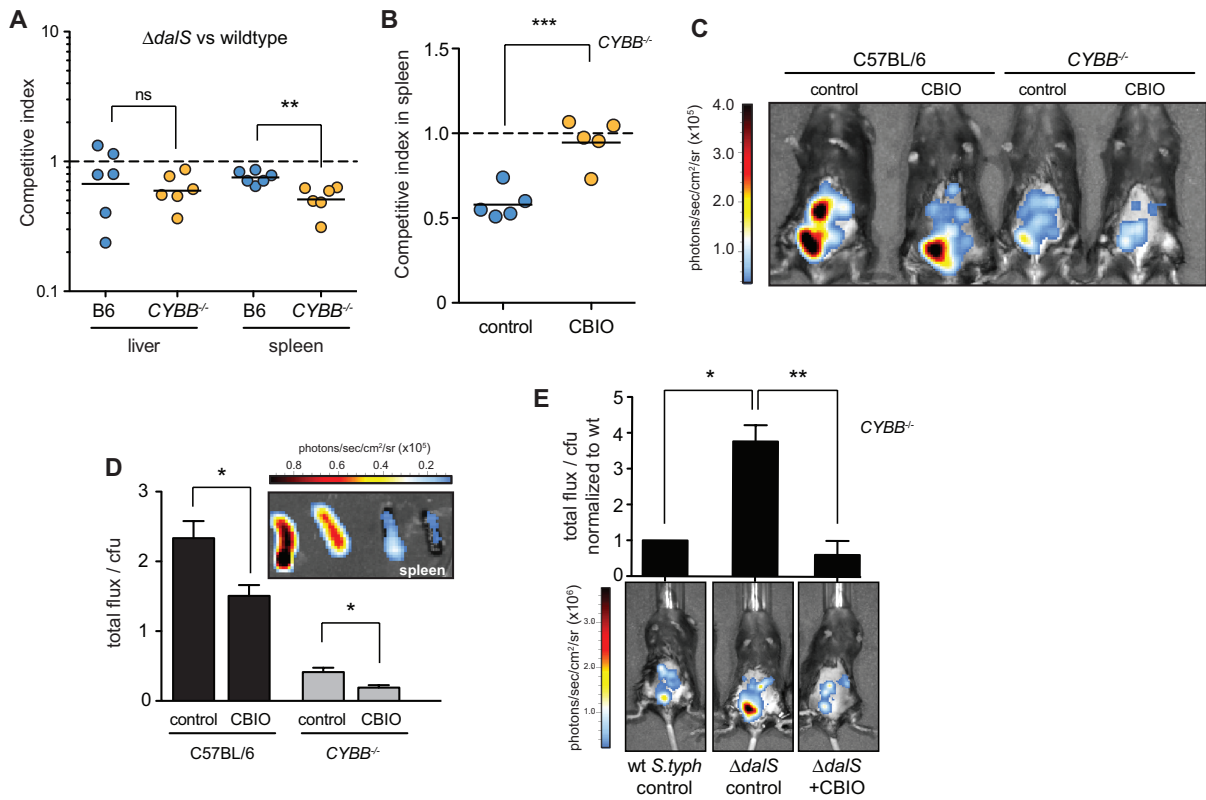 A
ΔdalS vs wildtype
Competitive index
10
1
0.1
ns
**
B6
CYBB-/-
B6
CYBB-/-
liver
spleen
B
***
CYBB-/-
Competitive index in spleen
1.5
1.0
0.5
0
control
CBIO
C
C57BL/6
CYBB-/-
control
CBIO
control
CBIO
photons/sec/cm²/sr (x10⁵)
4.0
3.0
2.0
1.0
D
photons/sec/cm²/sr (x10⁵)
0.8
0.6
0.4
0.2
spleen
total flux / cfu
3
2
1
0
*
*
control
CBIO
control
CBIO
C57BL/6
CYBB-/-
E
*
**
CYBB-/-
total flux / cfu
normalized to wt
5
4
3
2
1
0
photons/sec/cm²/sr (x10⁶)
3.0
2.0
1.0
wt S.typh
control
ΔdalS
control
ΔdalS
+CBIO